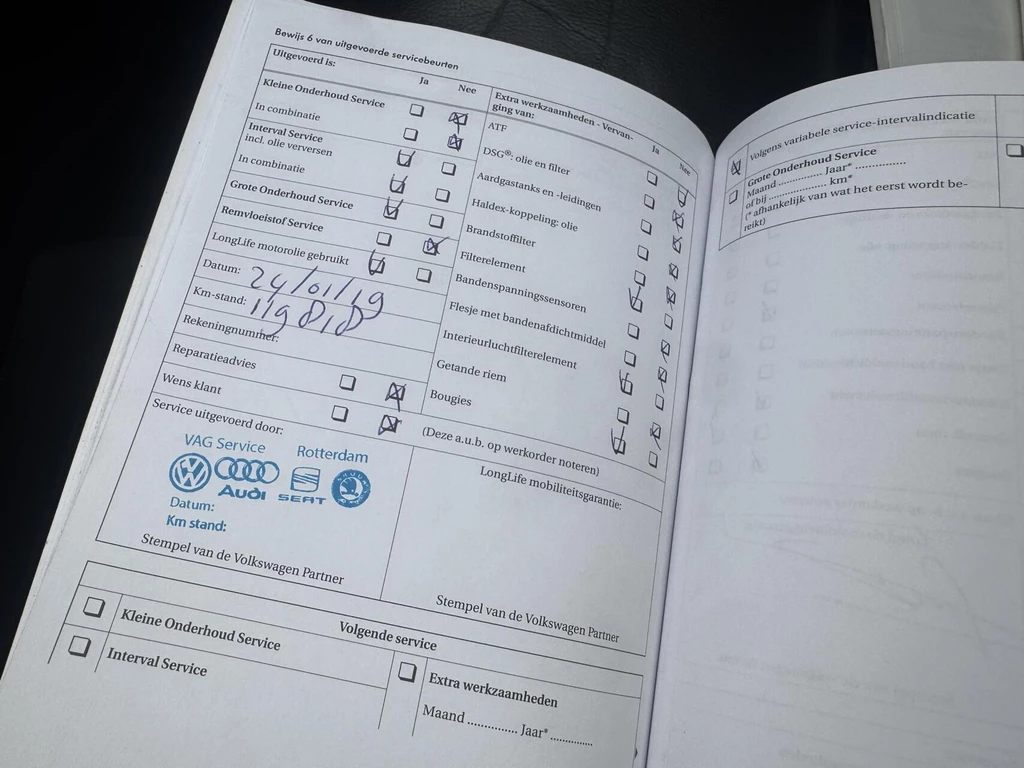 Bewijs 6 van uitgevoerde servicebeurten
Uitgevoerd is:
Ja Nee
Kleine Onderhoud Service
In combinatie
Interval Service
incl. olie verversen
In combinatie
Grote Onderhoud Service
Remvloeistof Service
LongLife motorolie gebruikt
Datum: 24/01/19
Km-stand: 119 818
Rekeningnummer:
Reparatieadvies
Wens klant
Extra werkzaamheden - Vervan-
ging van:
Ja Nee
ATF
DSG®: olie en filter
Aardgastanks en -leidingen
Haldex-koppeling: olie
Brandstoffilter
Filterelement
Bandenspanningssensoren
Flesje met bandenafdichtmiddel
Interieurluchtfilterelement
Getande riem
Bougies
(Deze a.u.b. op werkorder noteren)
Service uitgevoerd door:
VAG Service Rotterdam
Audi SEAT
Datum:
Km stand:
Stempel van de Volkswagen Partner
LongLife mobiliteitsgarantie:
Stempel van de Volkswagen Partner
Volgende service
Kleine Onderhoud Service
Interval Service
Extra werkzaamheden
Maand ............. Jaar* .............
Volgens variabele service-intervalindicatie
Grote Onderhoud Service
Maand ............. Jaar* ...............
of bij .................. km*
(* afhankelijk van wat het eerst wordt be-
reikt)